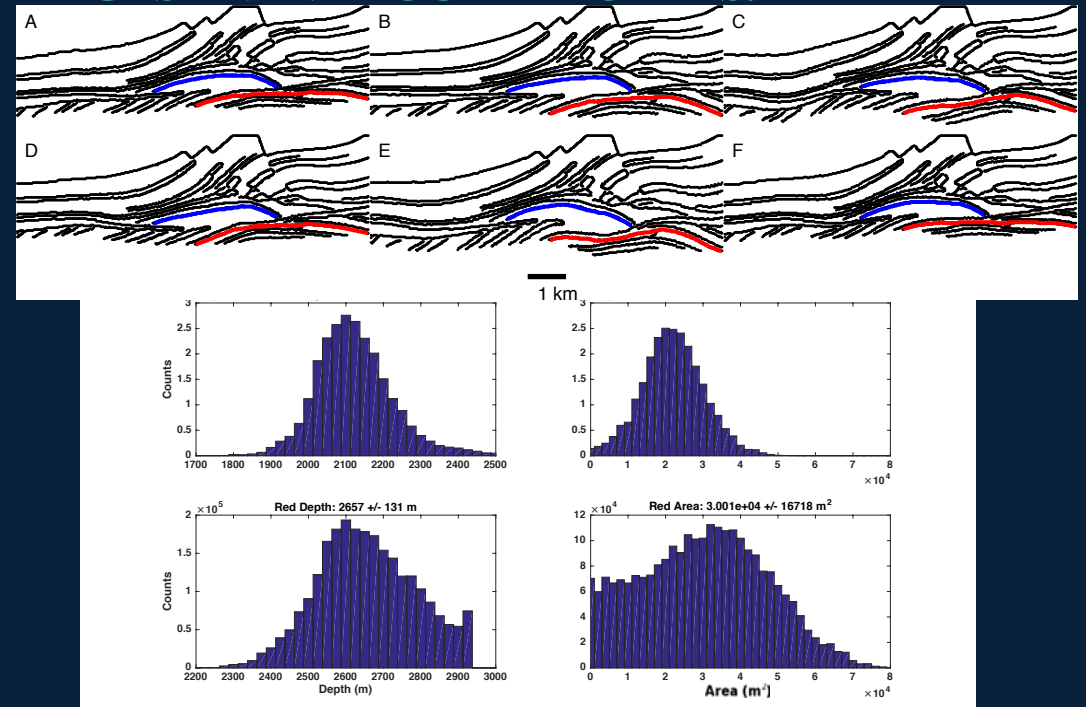 A
B
C
D
E
F
1 km
3
2.5
2
1.5
1
0.5
0
Counts
1700 1800 1900 2000 2100 2200 2300 2400 2500
3
2.5
2
1.5
1
0.5
0
0 1 2 3 4 5 6 7 8
×10⁴
×10⁵
Red Depth: 2657 +/- 131 m
2
1.5
1
0.5
0
Counts
2200 2300 2400 2500 2600 2700 2800 2900 3000
Depth (m)
×10⁴
Red Area: 3.001e+04 +/- 16718 m²
12
10
8
6
4
2
0
0 1 2 3 4 5 6 7 8
Area (m²)
×10⁴